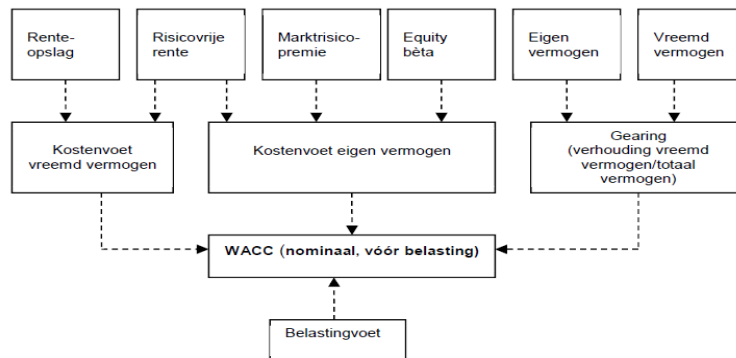 Rente-
opslag
Risicovrije
rente
Marktrisico-
premie
Equity
bèta
Eigen
vermogen
Vreemd
vermogen
Kostenvoet
vreemd vermogen
Kostenvoet eigen vermogen
Gearing
(verhouding vreemd
vermogen/totaal
vermogen)
WACC (nominaal, vóór belasting)
Belastingvoet